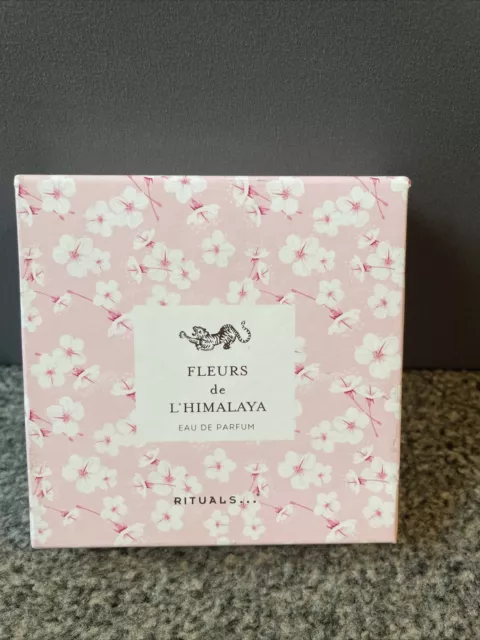 FLEURS
de
L'HIMALAYA
EAU DE PARFUM
RITUALS...